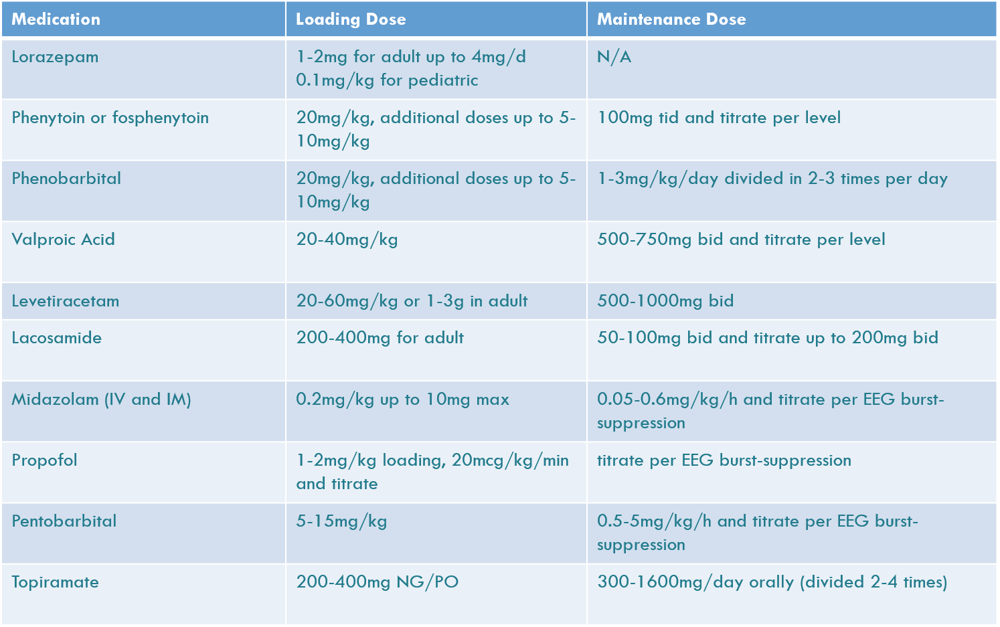 Medication
Loading Dose
Maintenance Dose
Lorazepam
1-2mg for adult up to 4mg/d
0.1mg/kg for pediatric
N/A
Phenytoin or fosphenytoin
20mg/kg, additional doses up to 5-
10mg/kg
100mg tid and titrate per level
Phenobarbital
20mg/kg, additional doses up to 5-
10mg/kg
1-3mg/kg/day divided in 2-3 times per day
Valproic Acid
20-40mg/kg
500-750mg bid and titrate per level
Levetiracetam
20-60mg/kg or 1-3g in adult
500-1000mg bid
Lacosamide
200-400mg for adult
50-100mg bid and titrate up to 200mg bid
Midazolam (IV and IM)
0.2mg/kg up to 10mg max
0.05-0.6mg/kg/h and titrate per EEG burst-
suppression
Propofol
1-2mg/kg loading, 20mcg/kg/min
and titrate
titrate per EEG burst-suppression
Pentobarbital
5-15mg/kg
0.5-5mg/kg/h and titrate per EEG burst-
suppression
Topiramate
200-400mg NG/PO
300-1600mg/day orally (divided 2-4 times)